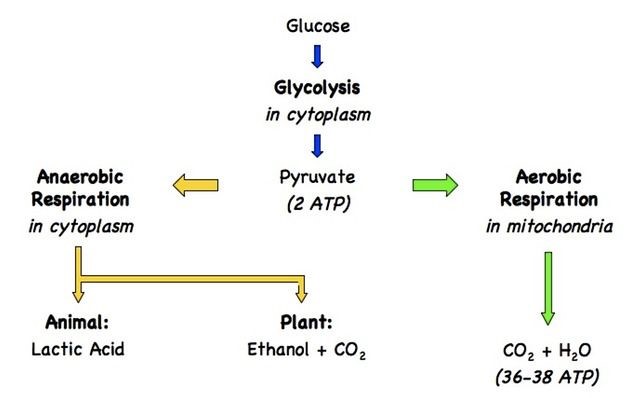 Glucose
Glycolysis
in cytoplasm
Anaerobic
Respiration
in cytoplasm
Pyruvate
(2 ATP)
Aerobic
Respiration
in mitochondria
Animal:
Lactic Acid
Plant:
Ethanol + CO₂
CO₂ + H₂O
(36-38 ATP)